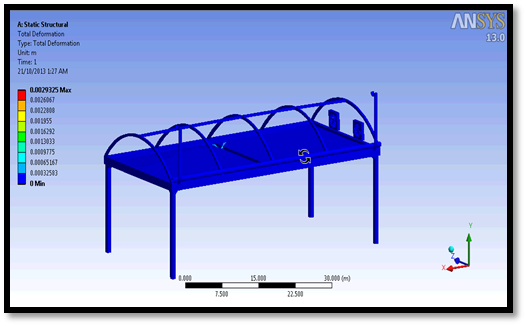 A: Static Structural
Total Deformation
Type: Total Deformation
Unit: m
Time: 1
21/10/2013 1:27 AM
0.0029325 Max
0.0026067
0.0022808
0.001955
0.0016292
0.0013033
0.0009775
0.00065167
0.00032583
0 Min
ANSYS
13.0
0.000
15.000
30.000 (m)
7.500
22.500
Y
Z
X